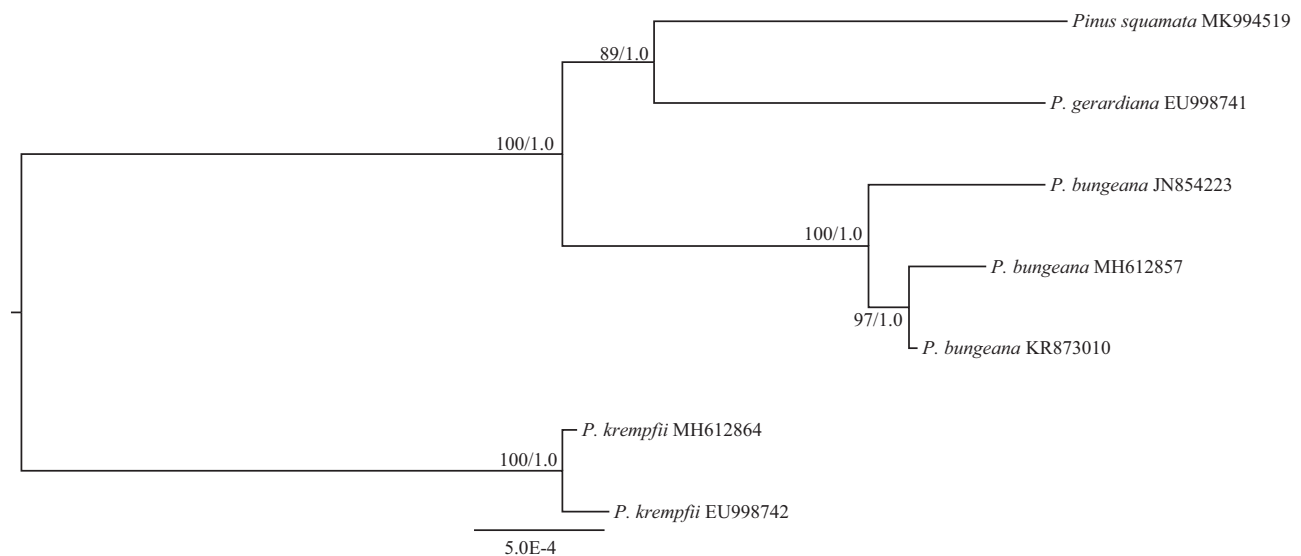 Pinus squamata MK994519
89/1.0
P. gerardiana EU998741
100/1.0
P. bungeana JN854223
100/1.0
P. bungeana MH612857
97/1.0
P. bungeana KR873010
P. krempfii MH612864
100/1.0
P. krempfii EU998742
5.0E-4